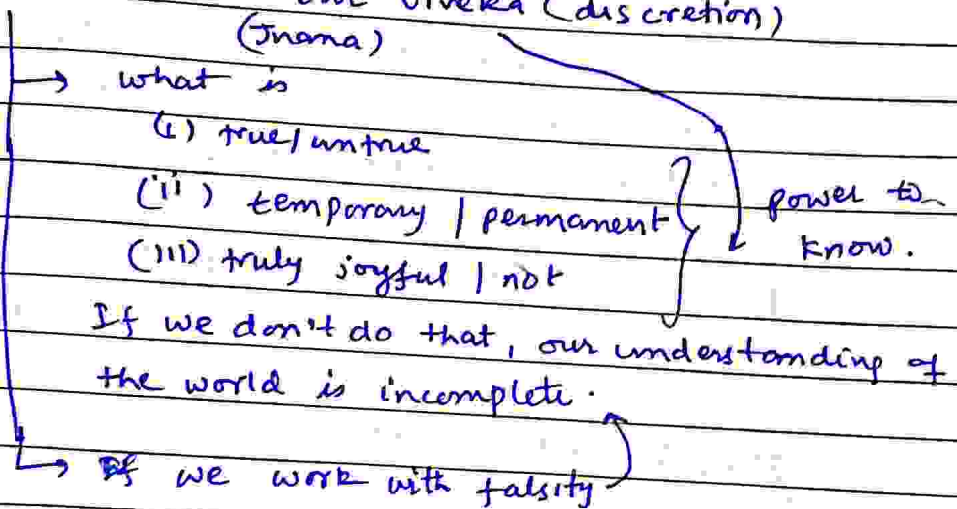 viveka (discretion)
(Jnana)
→ what is
(i) true/untrue
(ii) temporary / permanent
(III) truly joyful / not
power to know.
If we don't do that, our understanding of
the world is incomplete.
→ If we work with falsity